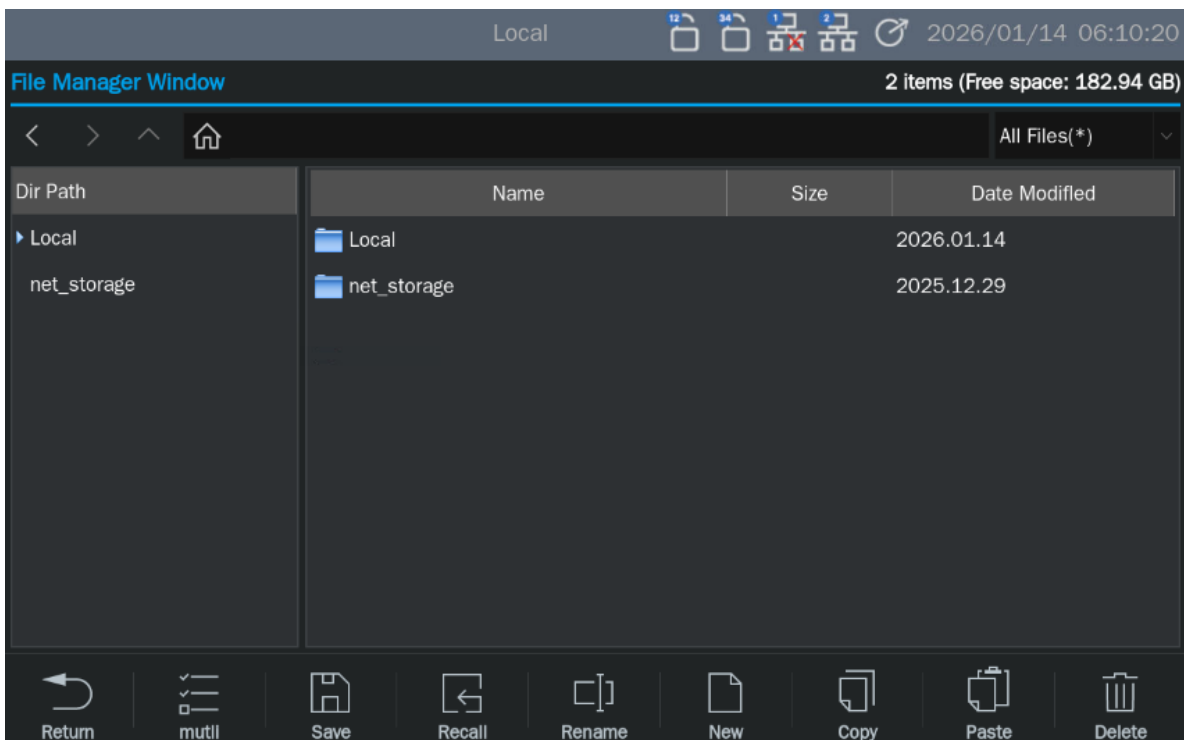 Local 12 34 1 2 2026/01/14 06:10:20
File Manager Window 2 items (Free space: 182.94 GB)
All Files(*)
Dir Path Name Size Date Modified
Local Local 2026.01.14
net_storage net_storage 2025.12.29
Return mutli Save Recall Rename New Copy Paste Delete